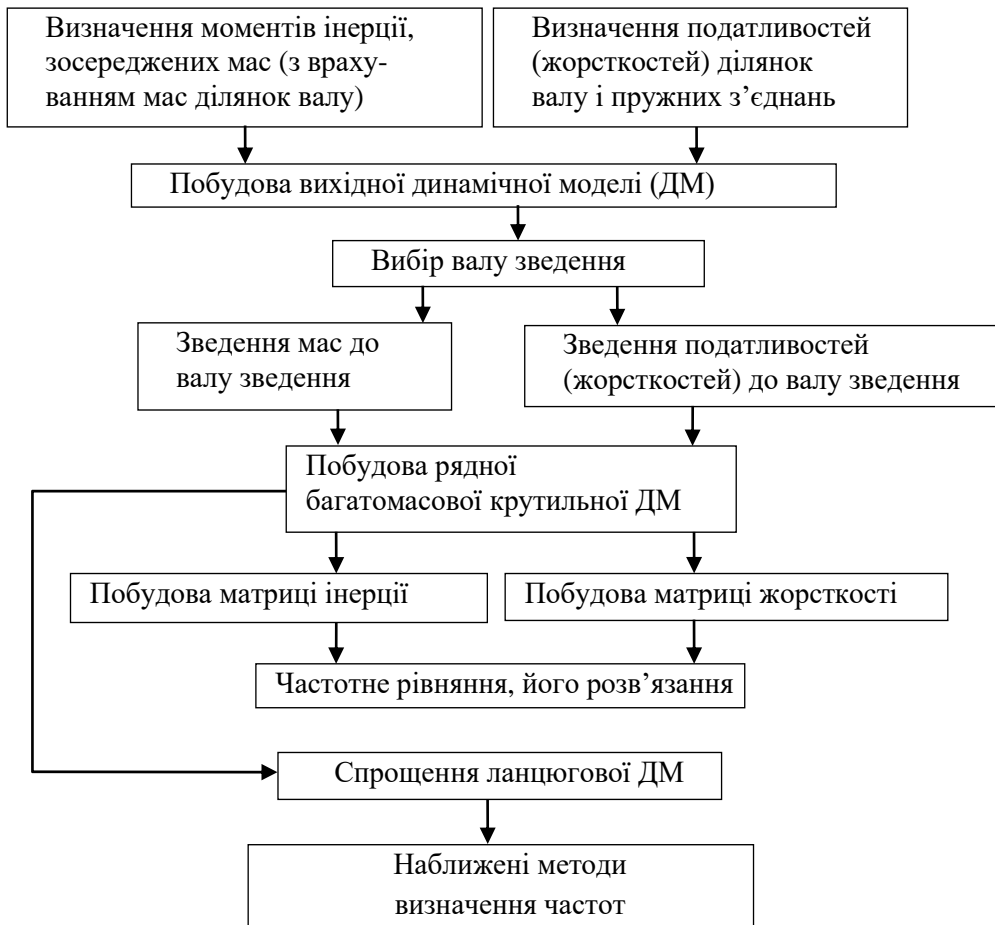 Визначення моментів інерції,
зосереджених мас (з враху-
ванням мас ділянок валу)
Визначення податливостей
(жорсткостей) ділянок
валу і пружних з’єднань
Побудова вихідної динамічної моделі (ДМ)
Вибір валу зведення
Зведення мас до
валу зведення
Зведення податливостей
(жорсткостей) до валу зведення
Побудова рядної
багатомасової крутильної ДМ
Побудова матриці інерції
Побудова матриці жорсткості
Частотне рівняння, його розв’язання
Спрощення ланцюгової ДМ
Наближені методи
визначення частот